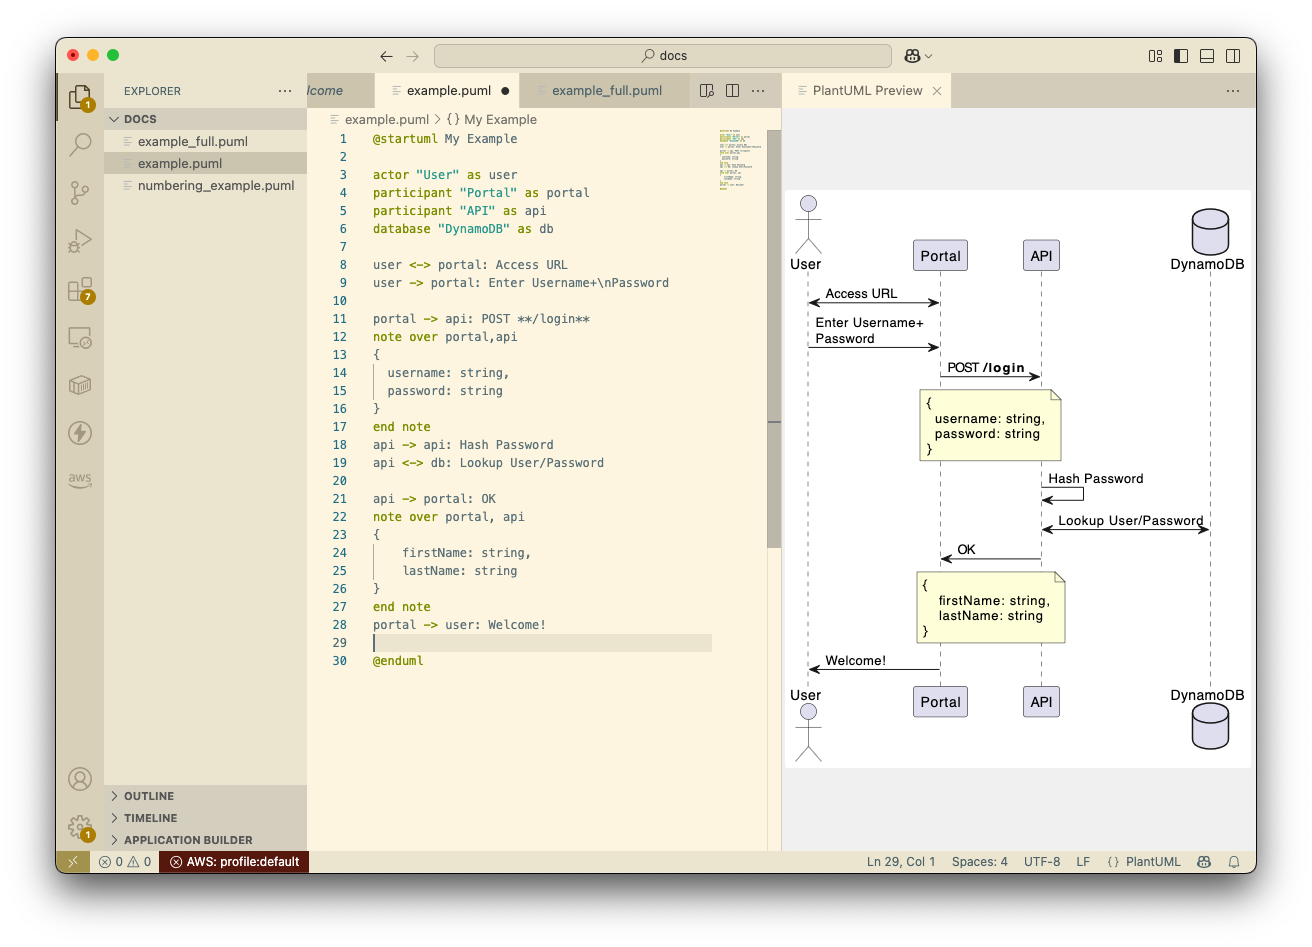 docs
EXPLORER
lcome
example.puml
example_full.puml
PlantUML Preview
DOCS
example_full.puml
example.puml
numbering_example.puml
example.puml > {} My Example
1 @startuml My Example
2
3 actor "User" as user
4 participant "Portal" as portal
5 participant "API" as api
6 database "DynamoDB" as db
7
8 user <-> portal: Access URL
9 user -> portal: Enter Username+\nPassword
10
11 portal -> api: POST **/login**
12 note over portal,api
13 {
14 username: string,
15 password: string
16 }
17 end note
18 api -> api: Hash Password
19 api <-> db: Lookup User/Password
20
21 api -> portal: OK
22 note over portal, api
23 {
24 firstName: string,
25 lastName: string
26 }
27 end note
28 portal -> user: Welcome!
29
30 @enduml
User
Portal
API
DynamoDB
Access URL
Enter Username+
Password
POST /login
{
username: string,
password: string
}
Hash Password
Lookup User/Password
OK
{
firstName: string,
lastName: string
}
Welcome!
User
Portal
API
DynamoDB
1
7
aws
1
OUTLINE
TIMELINE
APPLICATION BUILDER
0 0
AWS: profile:default
Ln 29, Col 1
Spaces: 4
UTF-8
LF
{} PlantUML